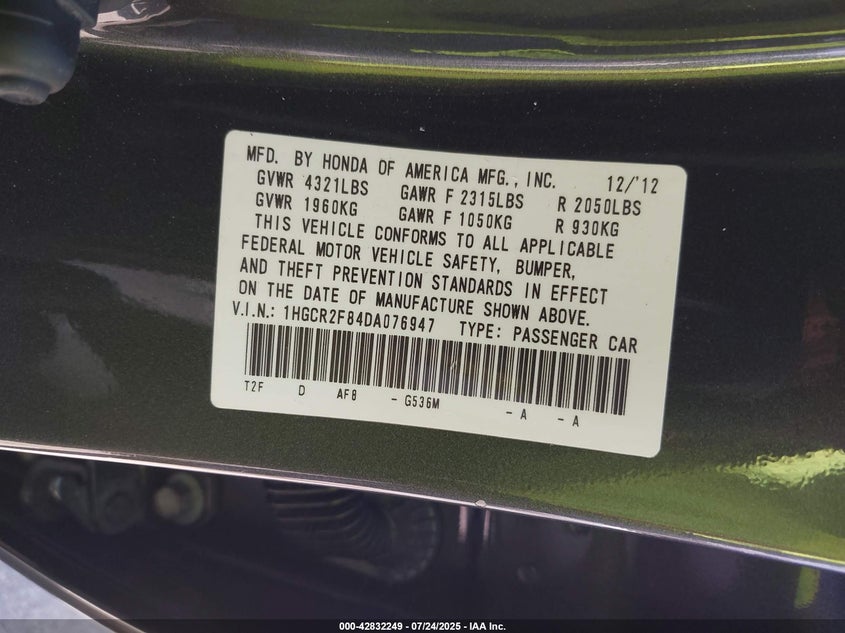 MFD. BY HONDA OF AMERICA MFG., INC. 12/'12
GVWR 4321LBS GAWR F 2315LBS R 2050LBS
GVWR 1960KG GAWR F 1050KG R 930KG
THIS VEHICLE CONFORMS TO ALL APPLICABLE
FEDERAL MOTOR VEHICLE SAFETY, BUMPER,
AND THEFT PREVENTION STANDARDS IN EFFECT
ON THE DATE OF MANUFACTURE SHOWN ABOVE.
V.I.N.: 1HGCR2F84DA076947 TYPE: PASSENGER CAR
T2F D AF8 - G536M - A - A
000-42832249 - 07/24/2025 - IAA Inc.